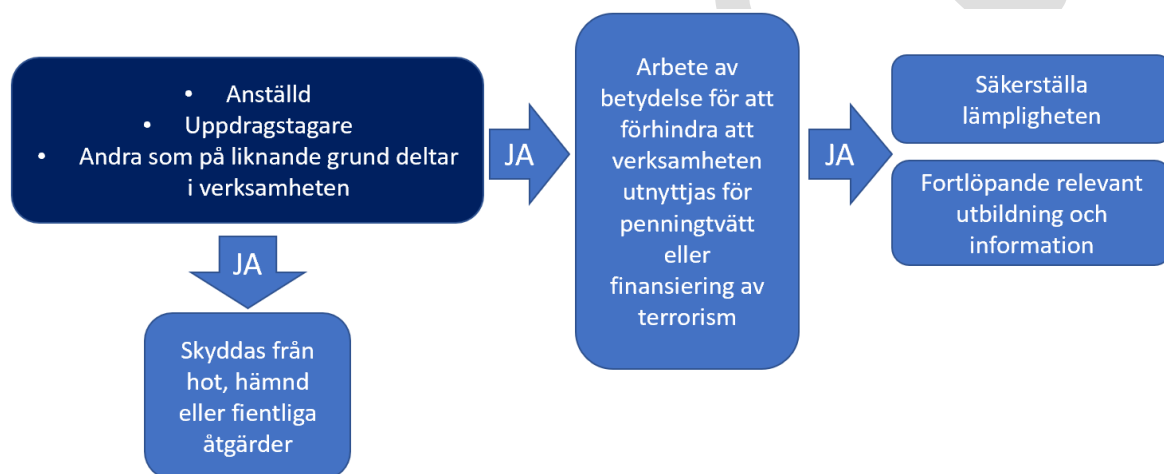 • Anställd
• Uppdragstagare
• Andra som på liknande grund deltar
i verksamheten
JA
Arbete av
betydelse för att
förhindra att
verksamheten
utnyttjas för
penningtvätt
eller
finansiering av
terrorism
JA
Säkerställa
lämpligheten
Fortlöpande relevant
utbildning och
information
JA
Skyddas från
hot, hämnd
eller fientliga
åtgärder